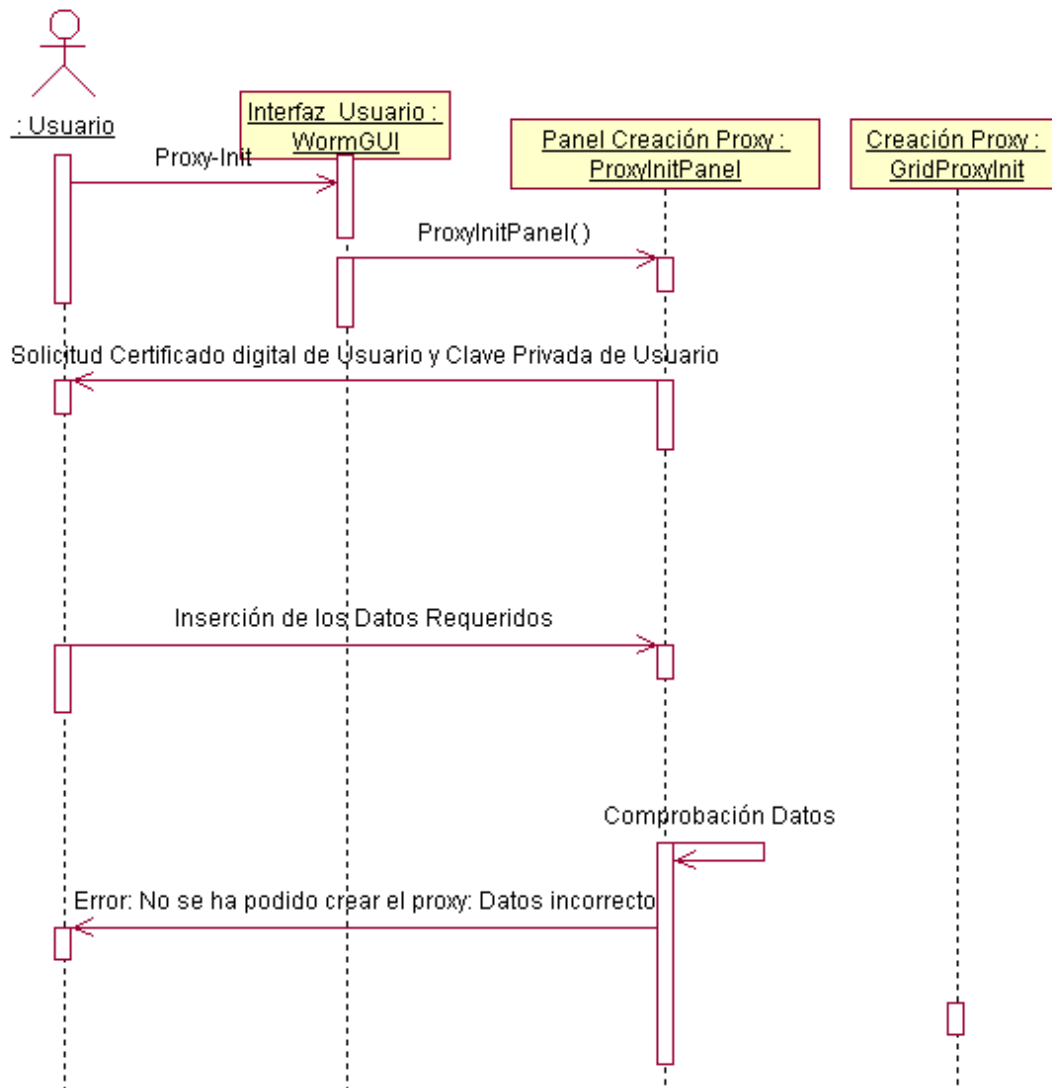 : Usuario
Interfaz_Usuario :
WormGUI
Panel Creación Proxy :
ProxyInitPanel
Creación Proxy :
GridProxyInit
Proxy-Init
ProxyInitPanel( )
Solicitud Certificado digital de Usuario y Clave Privada de Usuario
Inserción de los Datos Requeridos
Comprobación Datos
Error: No se ha podido crear el proxy: Datos incorrecto